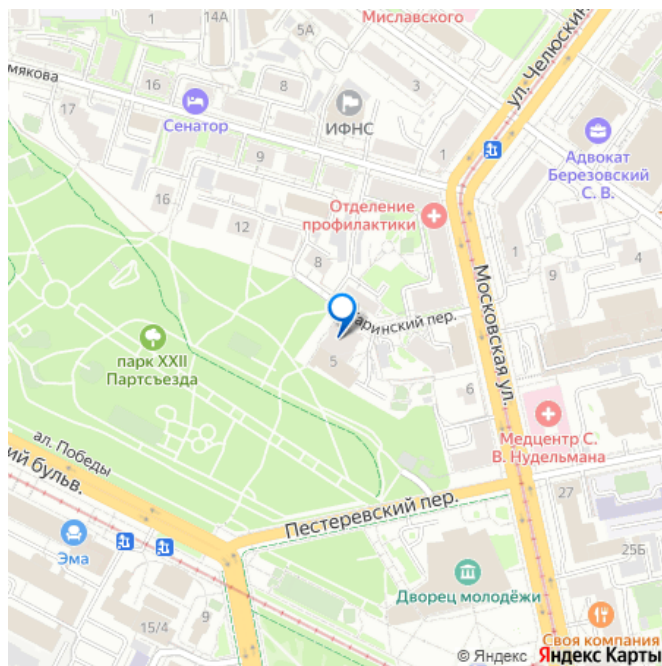 1
14А
Миславского
5А
мякова
16
8
3
ул. Челюскин
17
Сенатор
ИФНС
9
1
Адвокат
Березовский
С. В.
16
Отделение
профилактики
12
1
9
4
8
Московская ул.
аринский пер.
парк XXII
Партсъезда
5
6
Медцентр С.
В. Нудельмана
ал. Победы
ий бульв.
Пестеревский пер.
27
Эма
25Б
Дворец молодёжи
15/4
9
Своя компания
© Яндекс Яндекс Карты